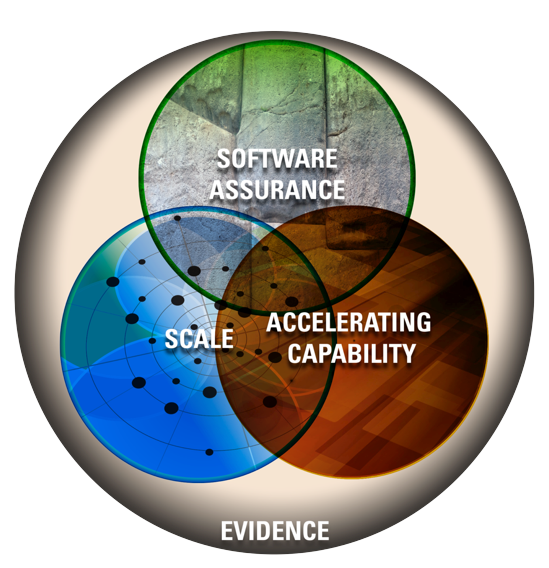 SOFTWARE
ASSURANCE
SCALE
ACCELERATING
CAPABILITY
EVIDENCE